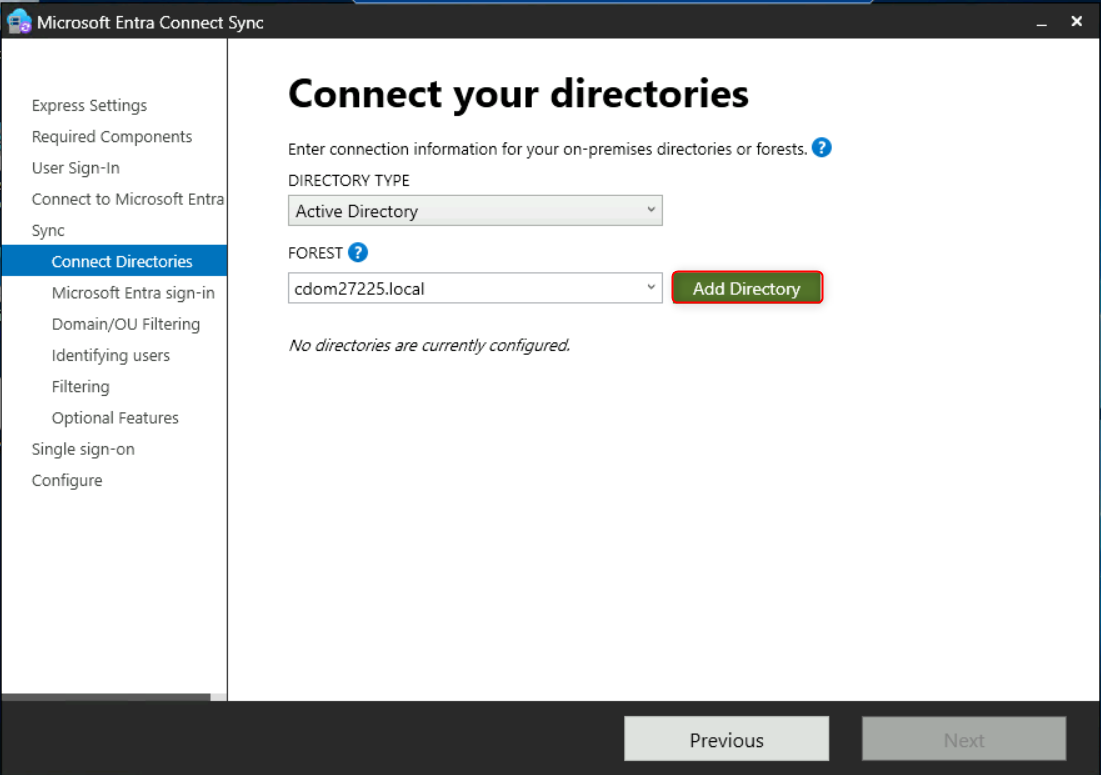 Microsoft Entra Connect Sync
Express Settings
Required Components
User Sign-In
Connect to Microsoft Entra
Sync
Connect Directories
Microsoft Entra sign-in
Domain/OU Filtering
Identifying users
Filtering
Optional Features
Single sign-on
Configure
Connect your directories
Enter connection information for your on-premises directories or forests. ?
DIRECTORY TYPE
Active Directory
FOREST ?
cdom27225.local
Add Directory
No directories are currently configured.
Previous
Next